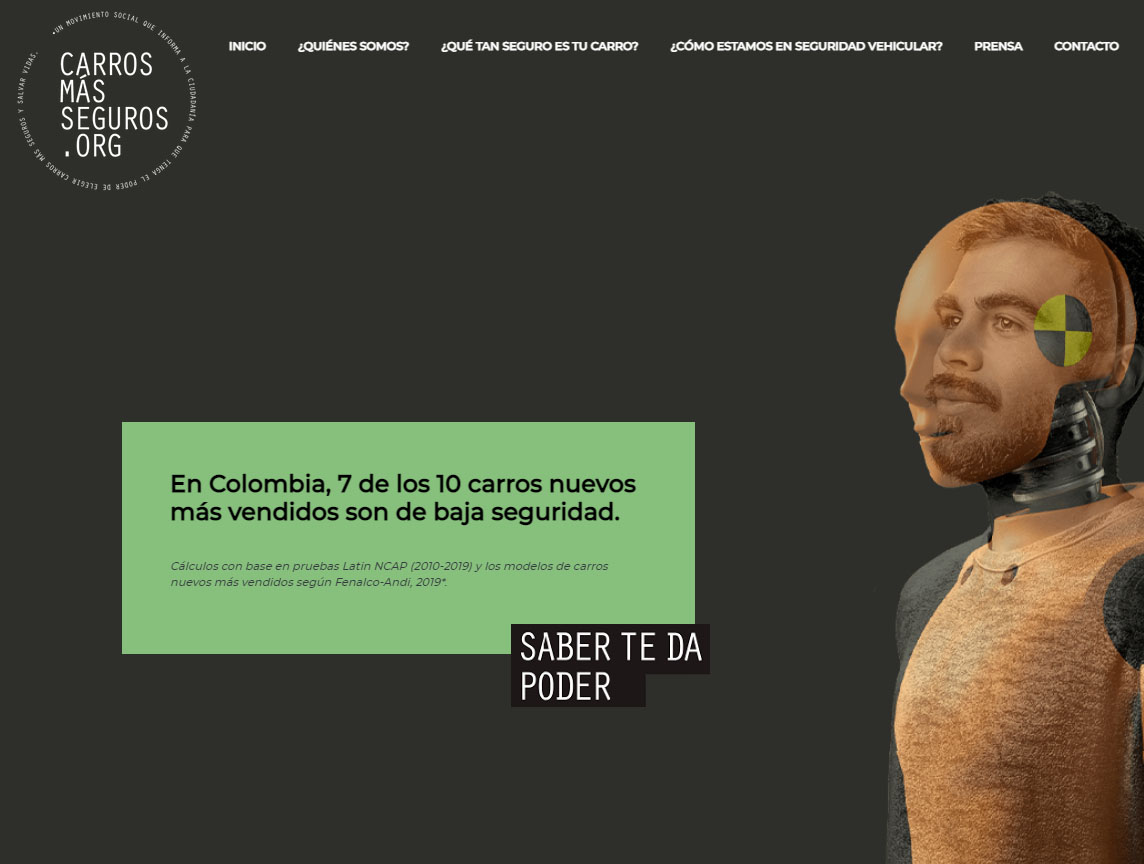 •UN MOVIMIENTO SOCIAL QUE INFORMA A LA CIUDADANÍA PARA QUE TENGA EL PODER DE ELEGIR CARROS MÁS SEGUROS Y SALVAR VIDAS.
CARROS
MÁS
SEGUROS
.ORG
INICIO ¿QUIÉNES SOMOS? ¿QUÉ TAN SEGURO ES TU CARRO? ¿CÓMO ESTAMOS EN SEGURIDAD VEHICULAR? PRENSA CONTACTO
En Colombia, 7 de los 10 carros nuevos
más vendidos son de baja seguridad.
Cálculos con base en pruebas Latin NCAP (2010-2019) y los modelos de carros
nuevos más vendidos según Fenalco-Andi, 2019*.
SABER TE DA
PODER